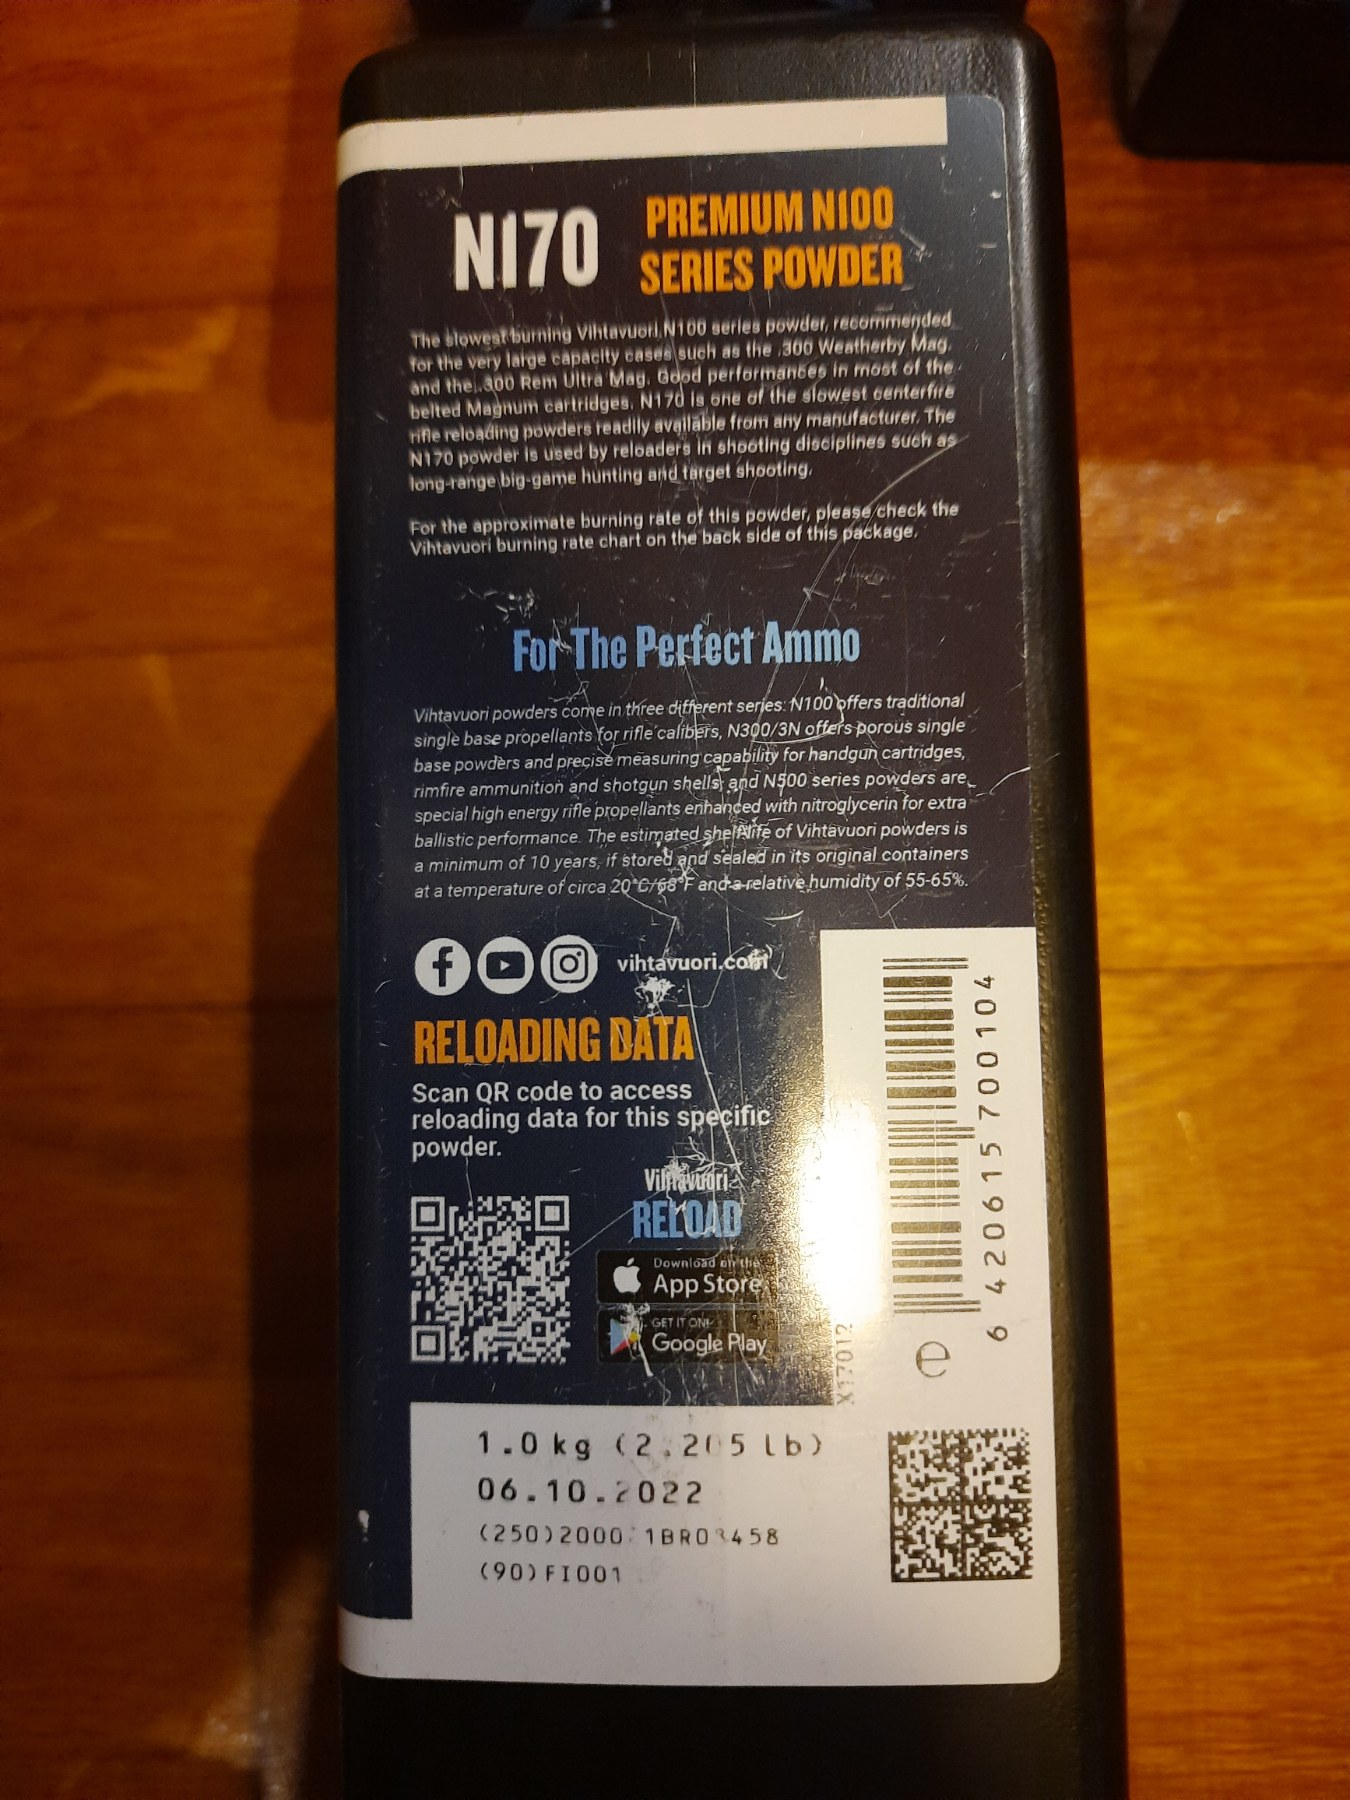 N170
PREMIUM N100
SERIES POWDER
The slowest burning Vihtavuori N100 series powder, recommended
for the very large capacity cases such as the .300 Weatherby Mag.
and the .300 Rem Ultra Mag. Good performances in most of the
belted Magnum cartridges. N170 is one of the slowest centerfire
rifle reloading powders readily available from any manufacturer. The
N170 powder is used by reloaders in shooting disciplines such as
long-range big-game hunting and target shooting.
For the approximate burning rate of this powder, please check the
Vihtavuori burning rate chart on the back side of this package.
For The Perfect Ammo
Vihtavuori powders come in three different series: N100 offers traditional
single base propellants for rifle calibers, N300/3N offers porous single
base powders and precise measuring capability for handgun cartridges,
rimfire ammunition and shotgun shells; and N500 series powders are
special high energy rifle propellants enhanced with nitroglycerin for extra
ballistic performance. The estimated shelf life of Vihtavuori powders is
a minimum of 10 years, if stored and sealed in its original containers
at a temperature of circa 20°C/68°F and a relative humidity of 55-65%.
vihtavuori.com
RELOADING DATA
Scan QR code to access
reloading data for this specific
powder.
Vihtavuori
RELOAD
Download on the
App Store
GET IT ON
Google Play
6 420615 700104
X17012
e
1.0 kg (2.205 lb)
06.10.2022
(90)FI001